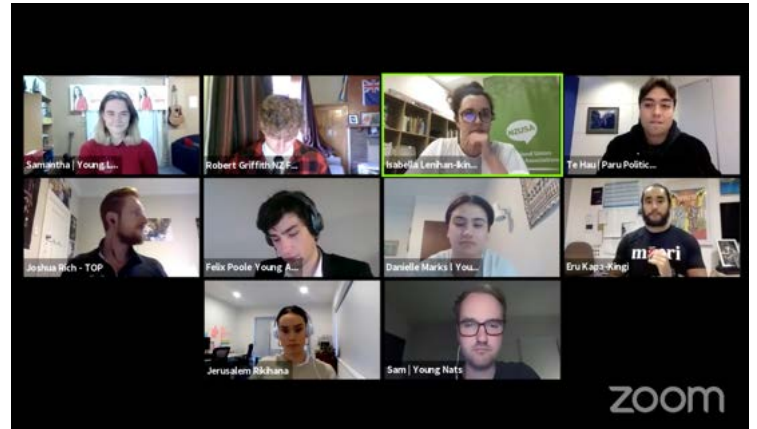 Samantha | Young L...
Robert Griffith NZ F...
NZUSA
Isabella Lenihan-Ikin...
Te Hau | Paru Politic...
Joshua Rich - TOP
Felix Poole Young A...
Danielle Marks | You...
māori
Eru Kapa-Kingi
Jerusalem Rikihana
Sam | Young Nats
zoom